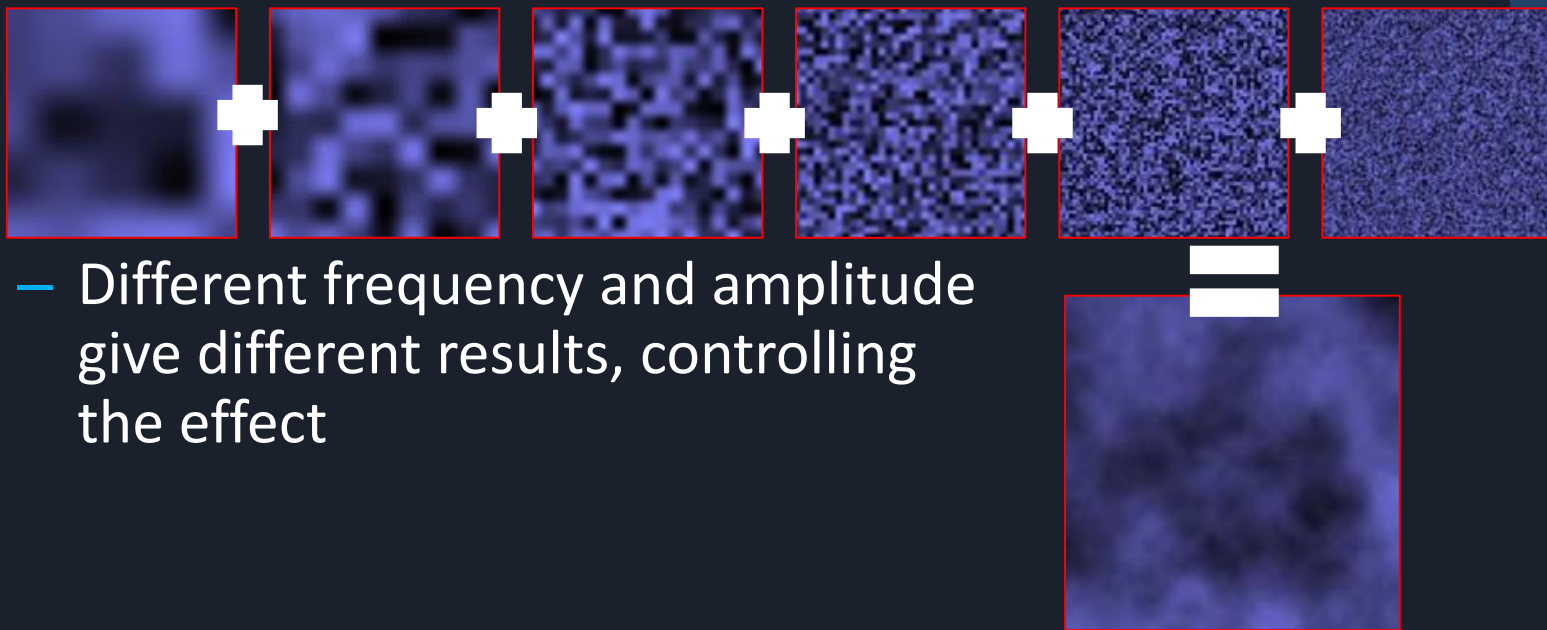 – Different frequency and amplitude
give different results, controlling
the effect